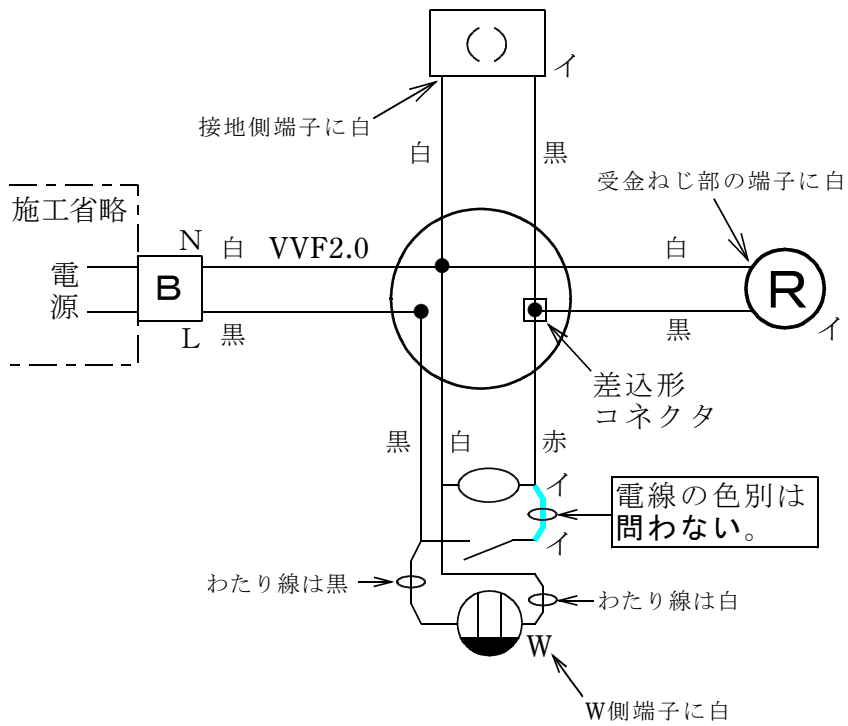 イ
接地側端子に白
白
黒
受金ねじ部の端子に白
施工省略
N
白
VVF2.0
白
電源
B
R
L
黒
黒
イ
差込形
コネクタ
黒
白
赤
イ
電線の色別は
問わない。
イ
わたり線は黒
わたり線は白
W
W側端子に白